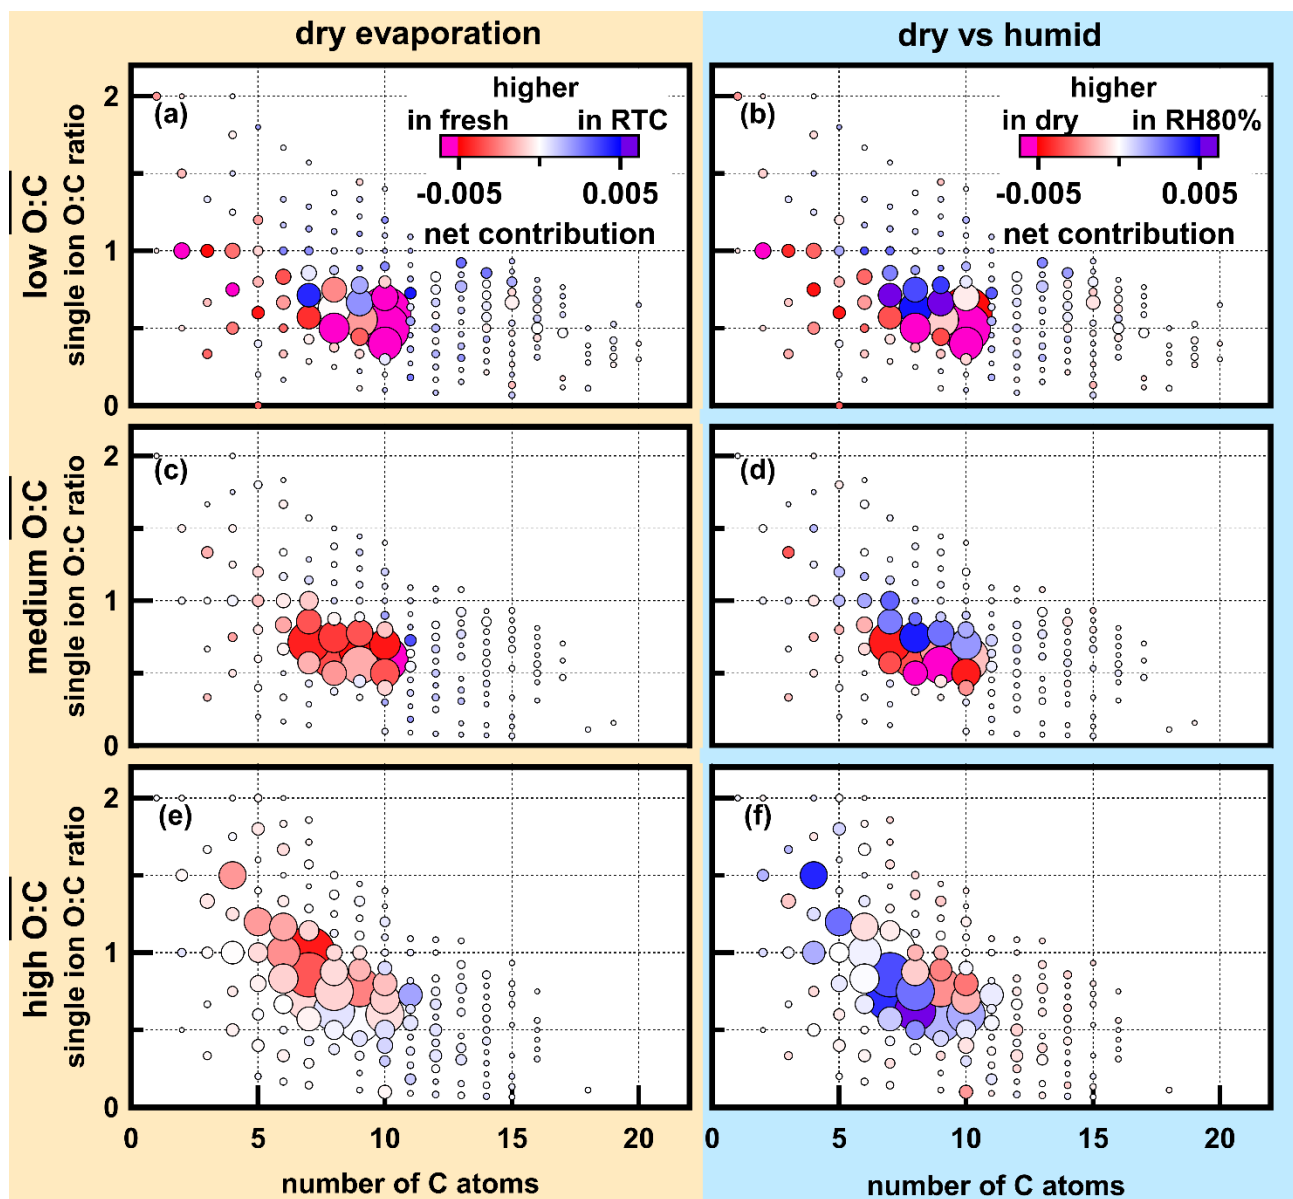 dry evaporation
dry vs humid
low O:C
single ion O:C ratio
2
1
0
(a)
higher
in fresh
in RTC
-0.005
0.005
net contribution
(b)
higher
in dry
in RH80%
-0.005
0.005
net contribution
medium O:C
single ion O:C ratio
2
1
0
(c)
(d)
high O:C
single ion O:C ratio
2
1
0
(e)
(f)
0
5
10
15
20
0
5
10
15
20
number of C atoms
number of C atoms